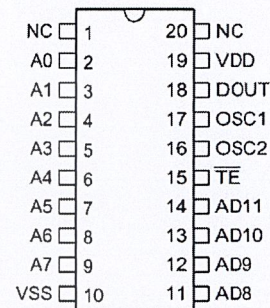 NC 1 20 NC
A0 2 19 VDD
A1 3 18 DOUT
A2 4 17 OSC1
A3 5 16 OSC2
A4 6 15 T̅E̅
A5 7 14 AD11
A6 8 13 AD10
A7 9 12 AD9
VSS 10 11 AD8